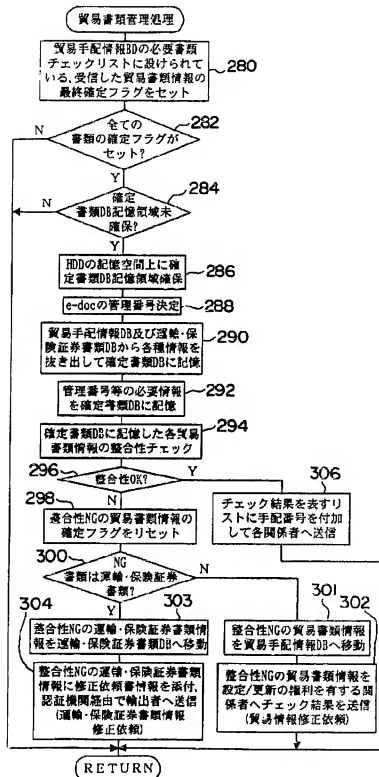 貿易書類管理処理
貿易手配情報BDの必要書類
チェックリストに設けられて
いる、受信した貿易書類情報の
最終確定フラグをセット
280
282
全ての
書類の確定フラグが
セット?
N
Y
284
確定
書類DB記憶領域未
確保?
N
Y
HDDの記憶空間上に確
定書類DB記憶領域確保
286
e-docの管理番号決定
288
貿易手配情報DB及び運輸・保
険証券書類DBから各種情報を
抜き出して確定書類DBに記憶
290
管理番号等の必要情報
を確定書類DBに記憶
292
確定書類DBに記憶した各貿易
書類情報の整合性チェック
294
296
整合性OK?
Y
N
306
チェック結果を表すリ
ストに手配番号を付加
して各関係者へ送信
298
整合性NGの貿易書類情報の
確定フラグをリセット
300
NG
書類は運輸・保険証券
書類?
N
Y
304
303
整合性NGの運輸・保険証券書類情
報を運輸・保険証券書類DBへ移動
301
整合性NGの貿易書類情報
を貿易手配情報DBへ移動
302
整合性NGの運輸・保険証券書類
情報に修正依頼書情報を添付,
認証機関経由で輸出者へ送信
(運輸・保険証券書類情報
修正依頼)
整合性NGの貿易書類情報を
設定/更新の権利を有する関
係者へチェック結果を送信
(貿易情報修正依頼)
RETURN